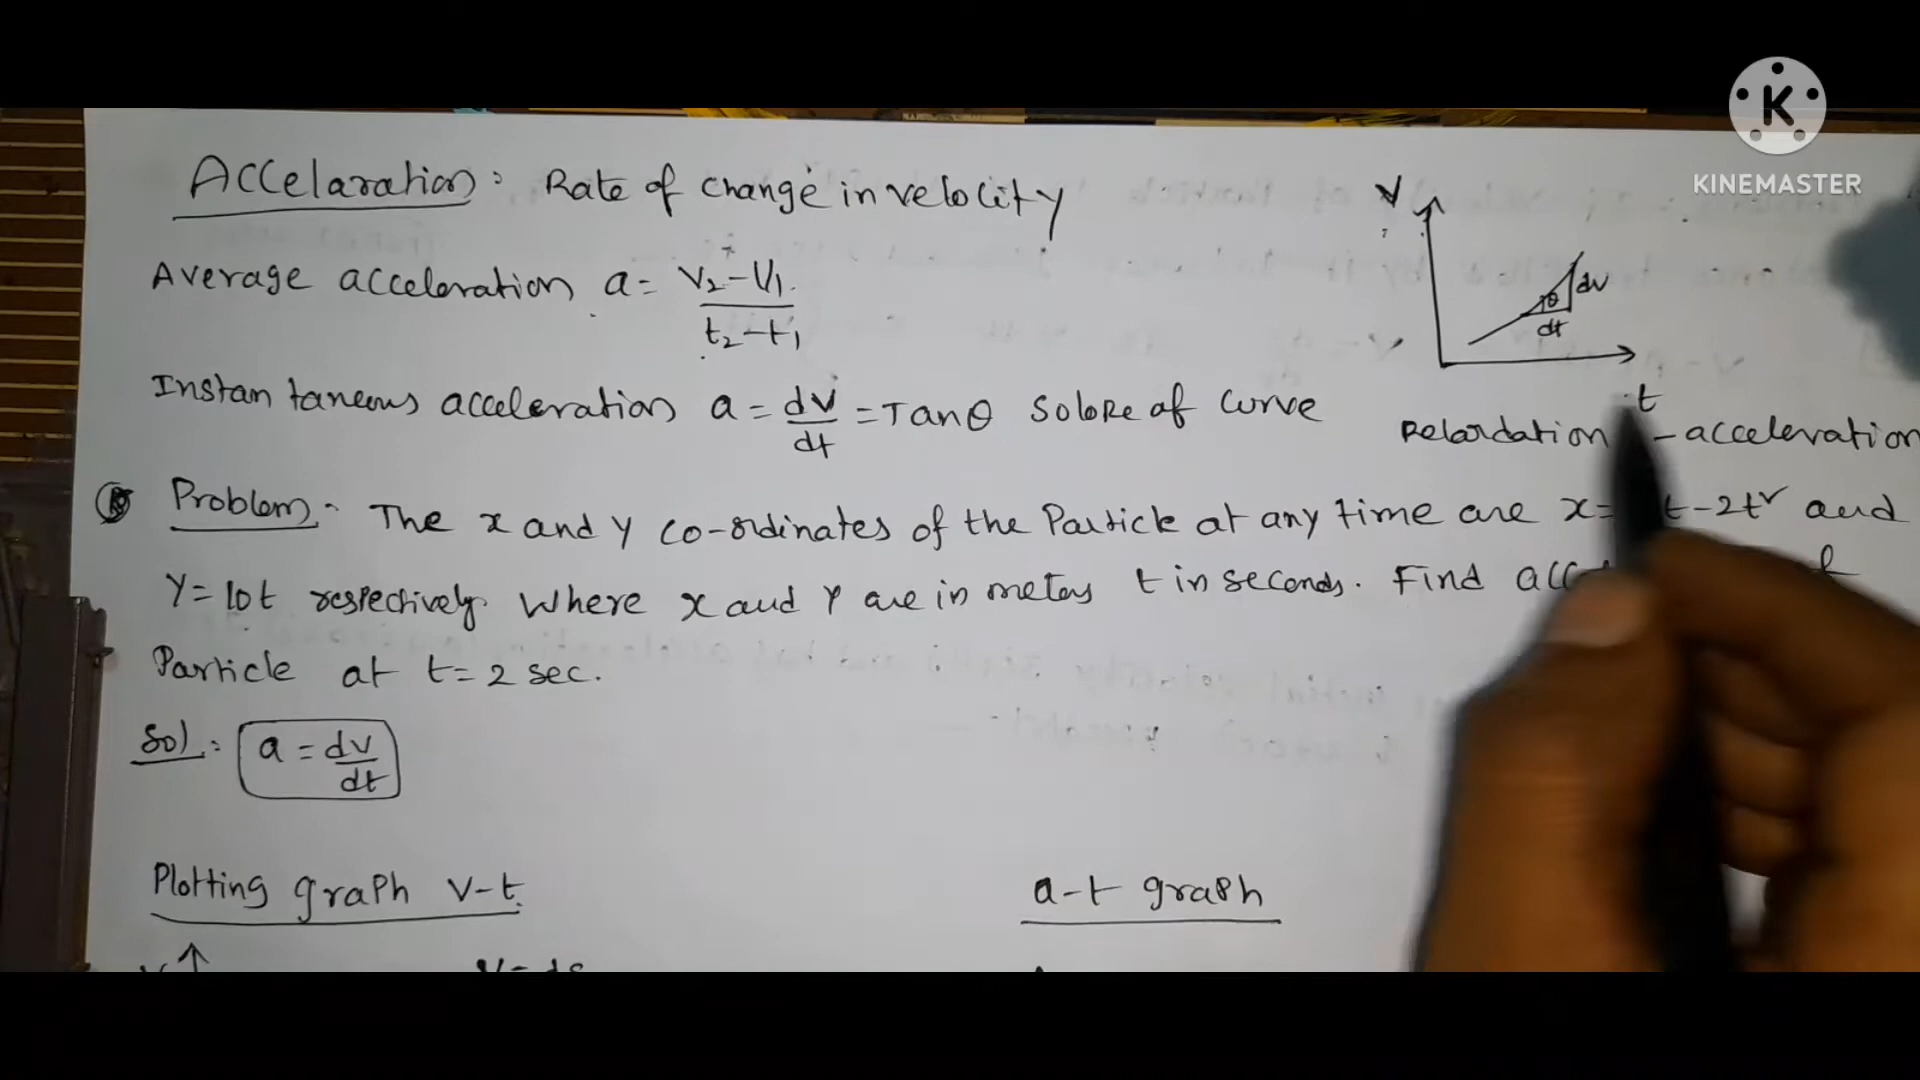 Accelaration: Rate of change in velocity
Average acceleration a = V2 - V1 / t2 - t1
Instantaneous acceleration a = dv/dt = Tanθ Solope of curve
V
dv
θ
dt
t
Retardation - acceleration
Problem - The x and y co-ordinates of the Particle at any time are x = t - 2t² and
Y = 10t respectively. Where x and Y are in meters t in seconds. Find
Particle at t = 2 sec.
Sol: a = dv/dt
Plotting graph v-t
a-t graph
K
KINEMASTER